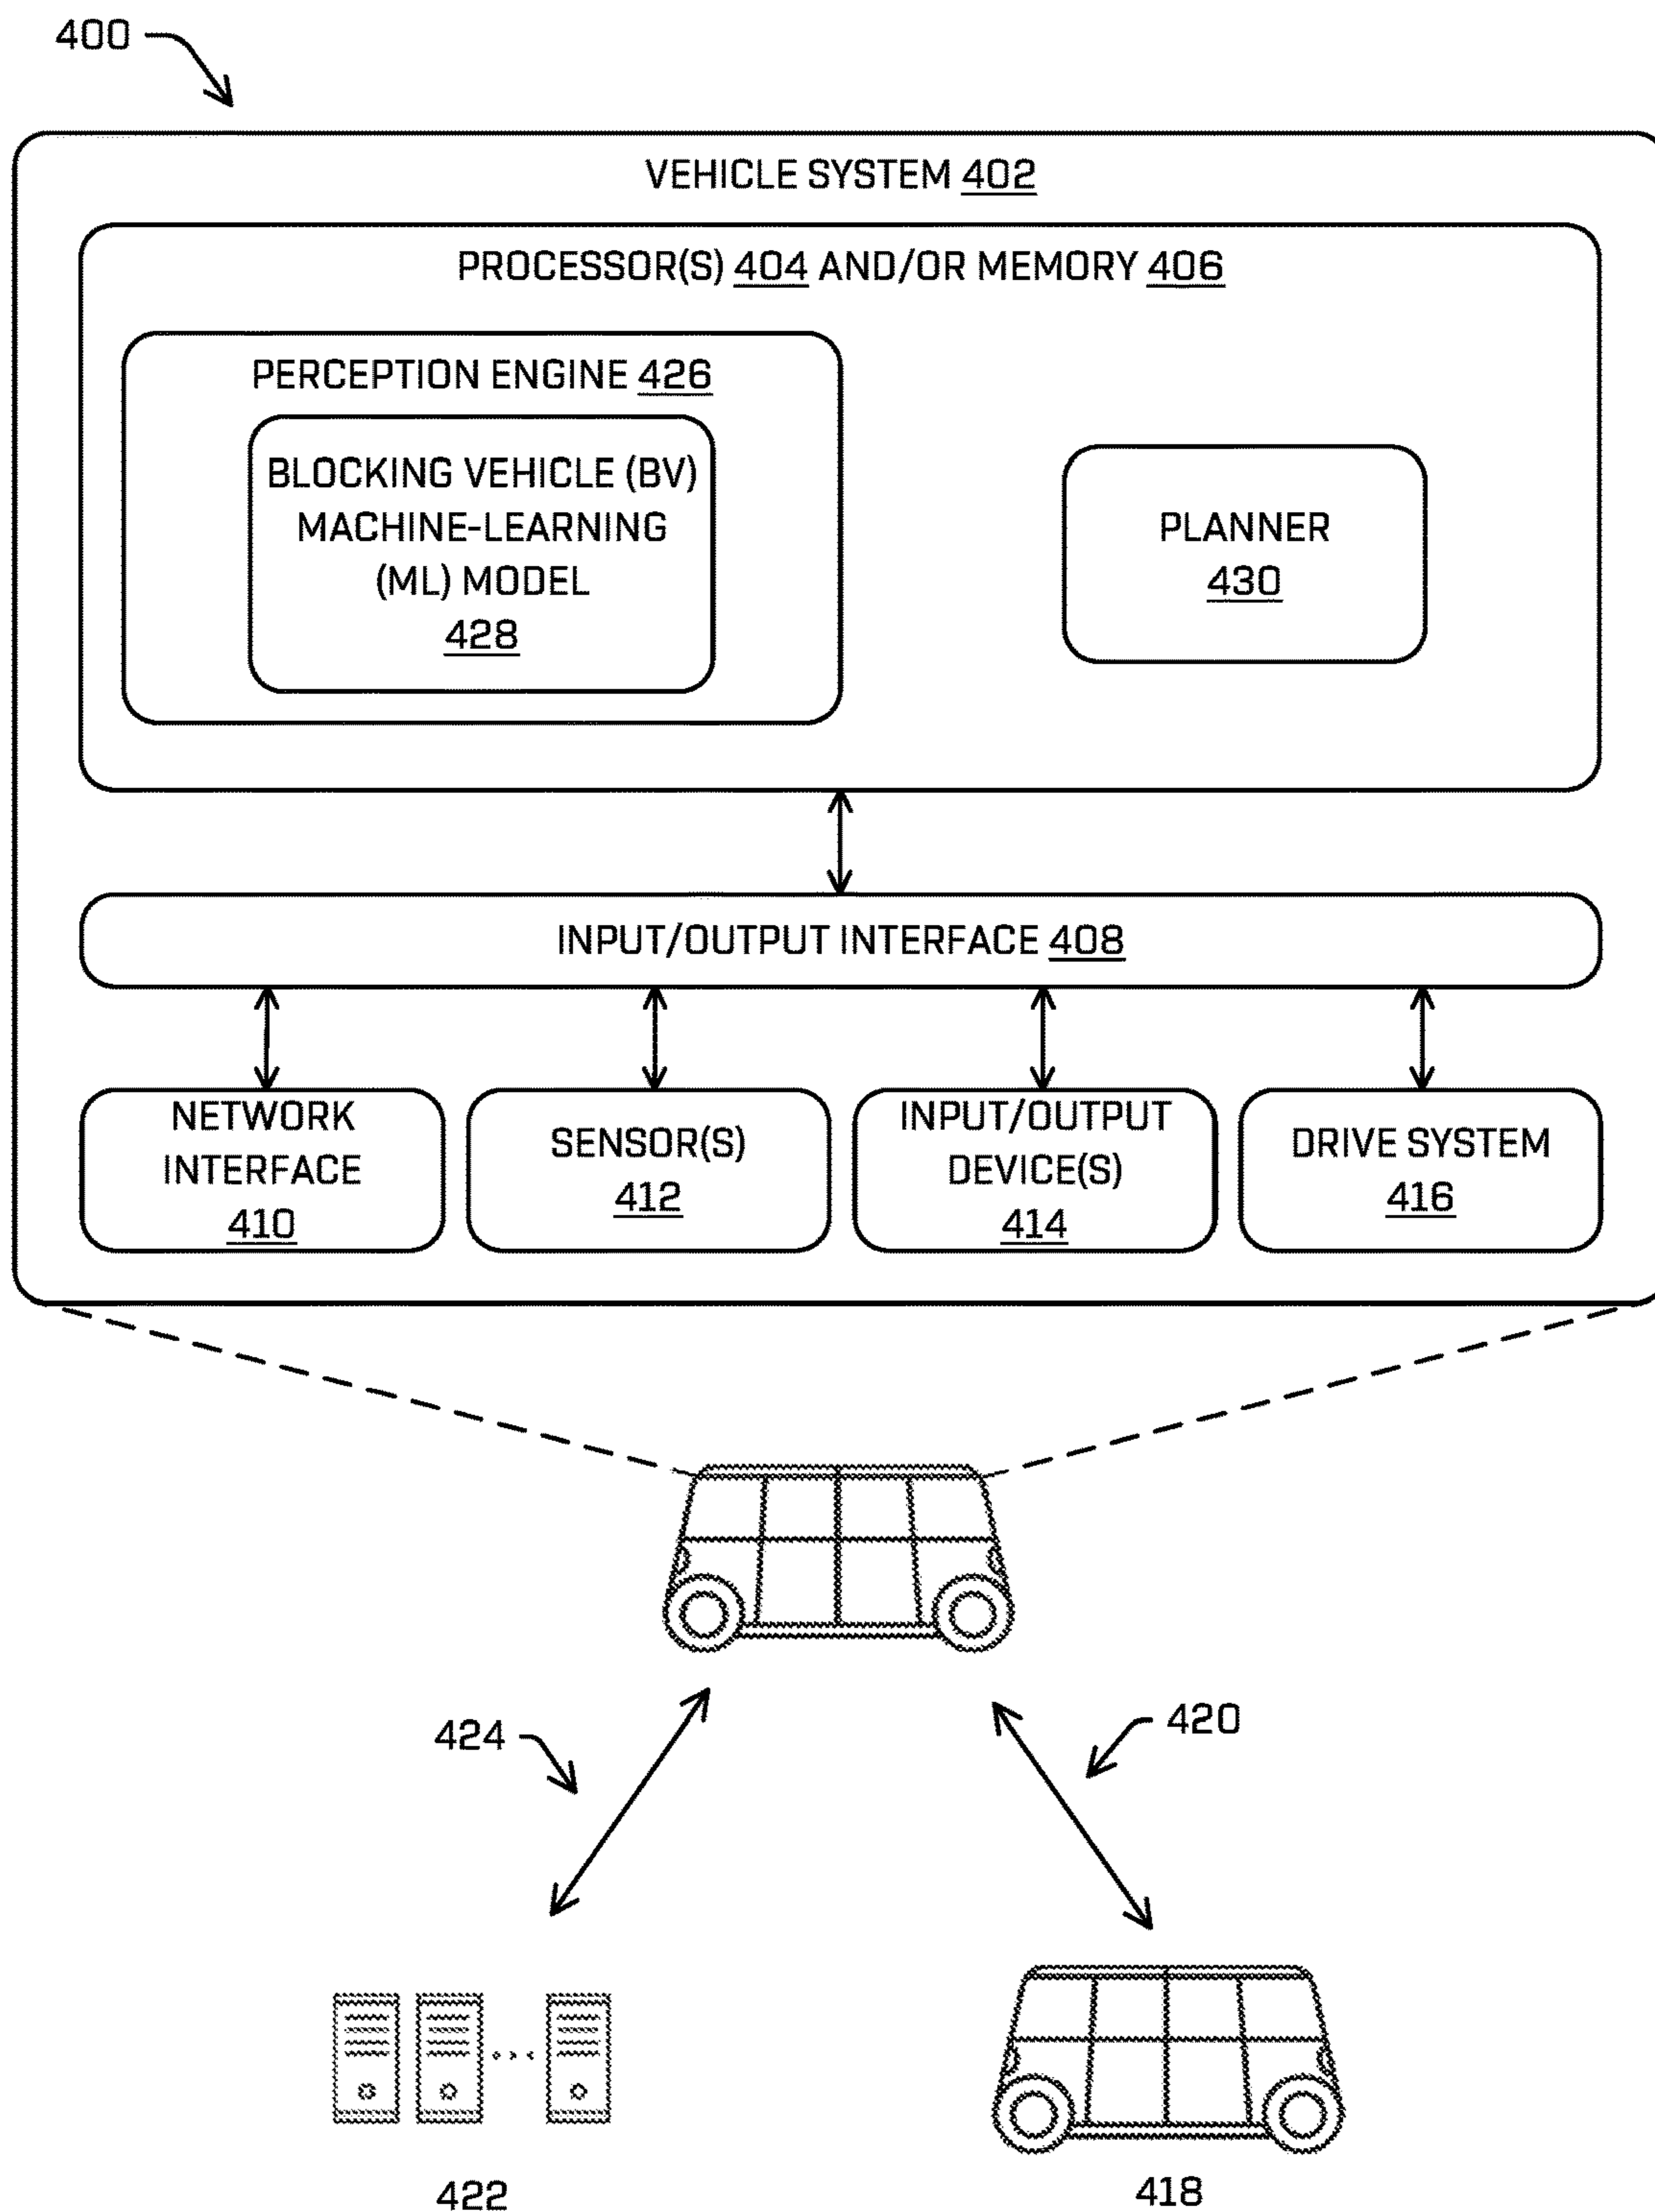 400
VEHICLE SYSTEM 402
PROCESSOR(S) 404 AND/OR MEMORY 406
PERCEPTION ENGINE 426
BLOCKING VEHICLE (BV)
MACHINE-LEARNING
(ML) MODEL
428
PLANNER
430
INPUT/OUTPUT INTERFACE 408
NETWORK
INTERFACE
410
SENSOR(S)
412
INPUT/OUTPUT
DEVICE(S)
414
DRIVE SYSTEM
416
424
420
422
418